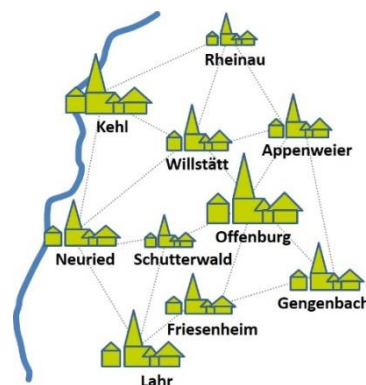 Rheinau
Kehl
Willstätt
Appenweier
Neuried
Schutterwald
Offenburg
Gengenbach
Friesenheim
Lahr